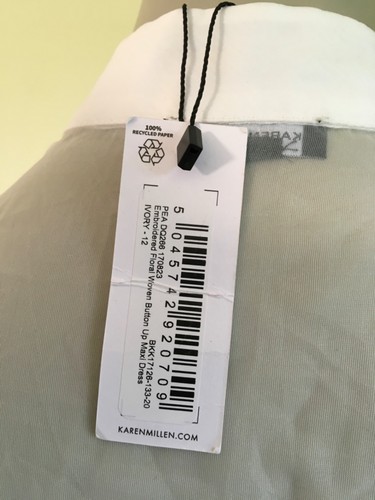 100%
RECYCLED PAPER
KAREN
5 045742 920709
PEA DQ266 170823
BKK17126-133-20
Embroidered Floral Woven Button Up Maxi Dress
IVORY - 12
KARENMILLEN.COM